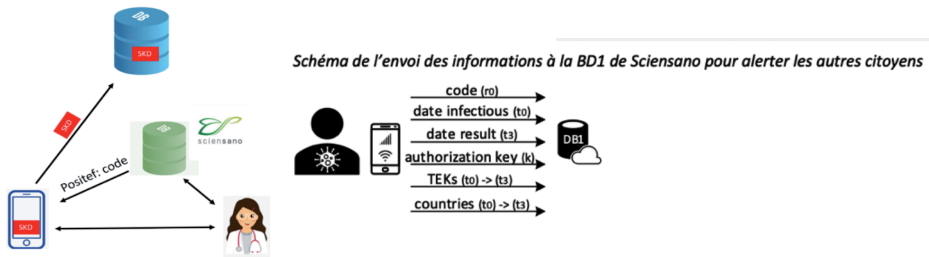 DB
SKD
SKD
DB
sciensano
Positef: code
SKD
Schéma de l’envoi des informations à la BD1 de Sciensano pour alerter les autres citoyens
code (r0)
date infectious (t0)
date result (t3)
authorization key (k)
TEKs (t0) -> (t3)
countries (t0) -> (t3)
DB1